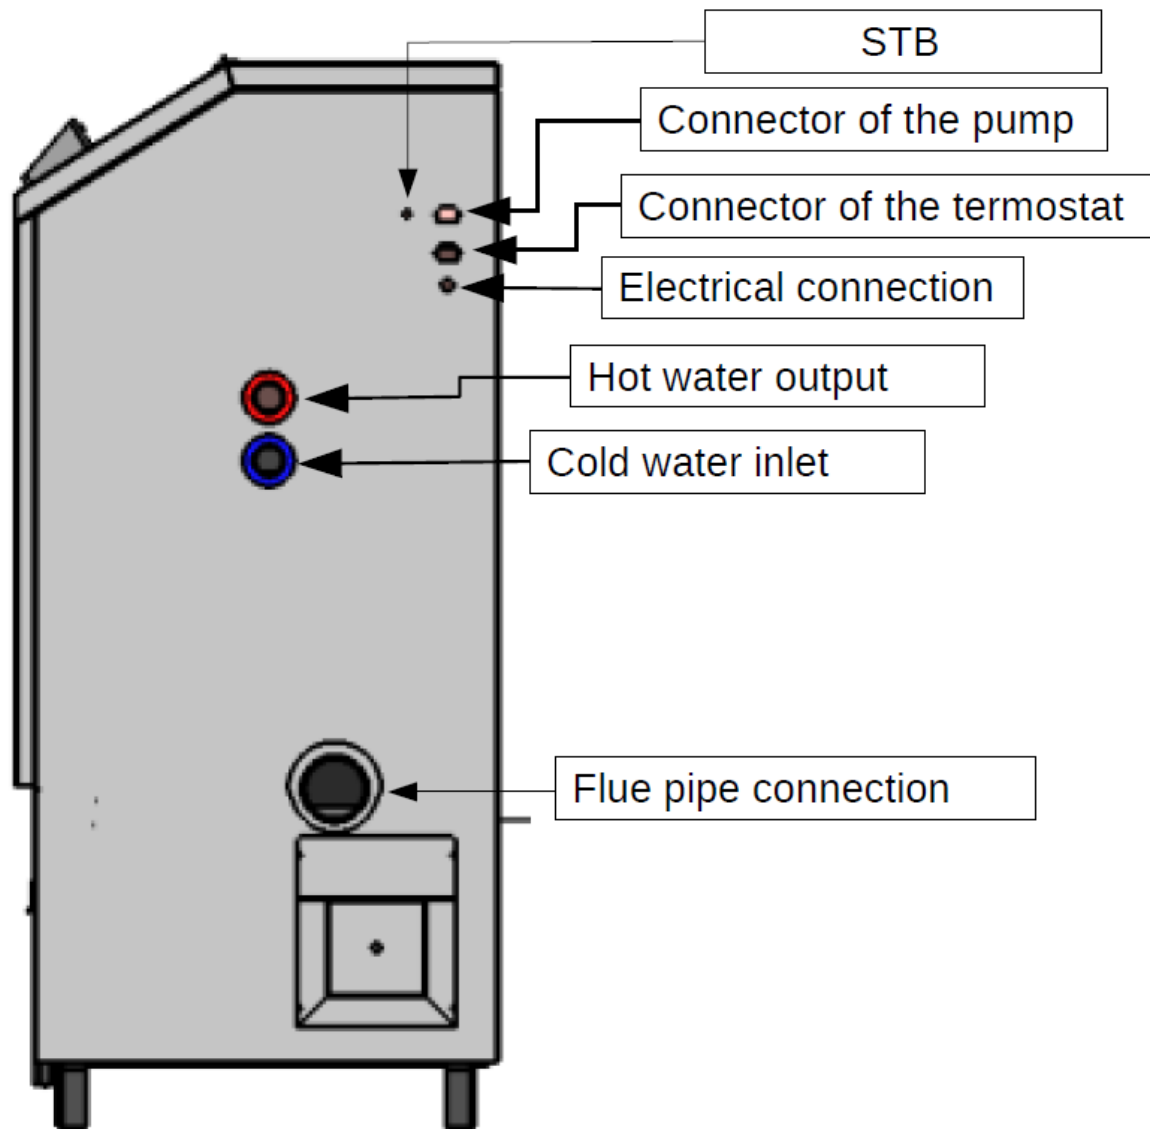 STB
Connector of the pump
Connector of the termostat
Electrical connection
Hot water output
Cold water inlet
Flue pipe connection